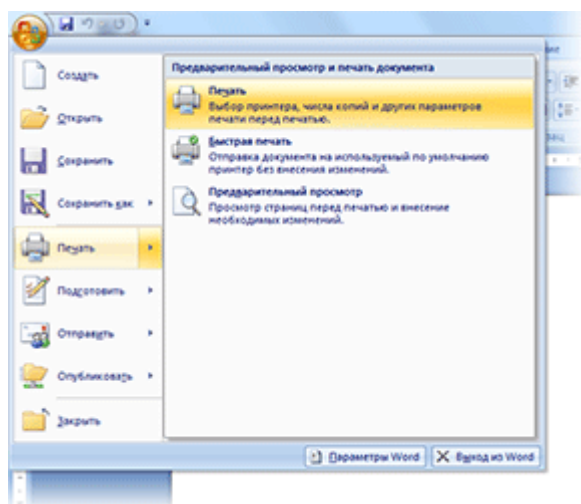 Создать
Открыть
Сохранить
Сохранить как
Печать
Подготовить
Отправить
Опубликовать
Закрыть
Предварительный просмотр и печать документа
Печать
Выбор принтера, числа копий и других параметров
печати перед печатью.
Быстрая печать
Отправка документа на используемый по умолчанию
принтер без внесения изменений.
Предварительный просмотр
Просмотр страниц перед печатью и внесение
необходимых изменений.
Параметры Word
Выход из Word